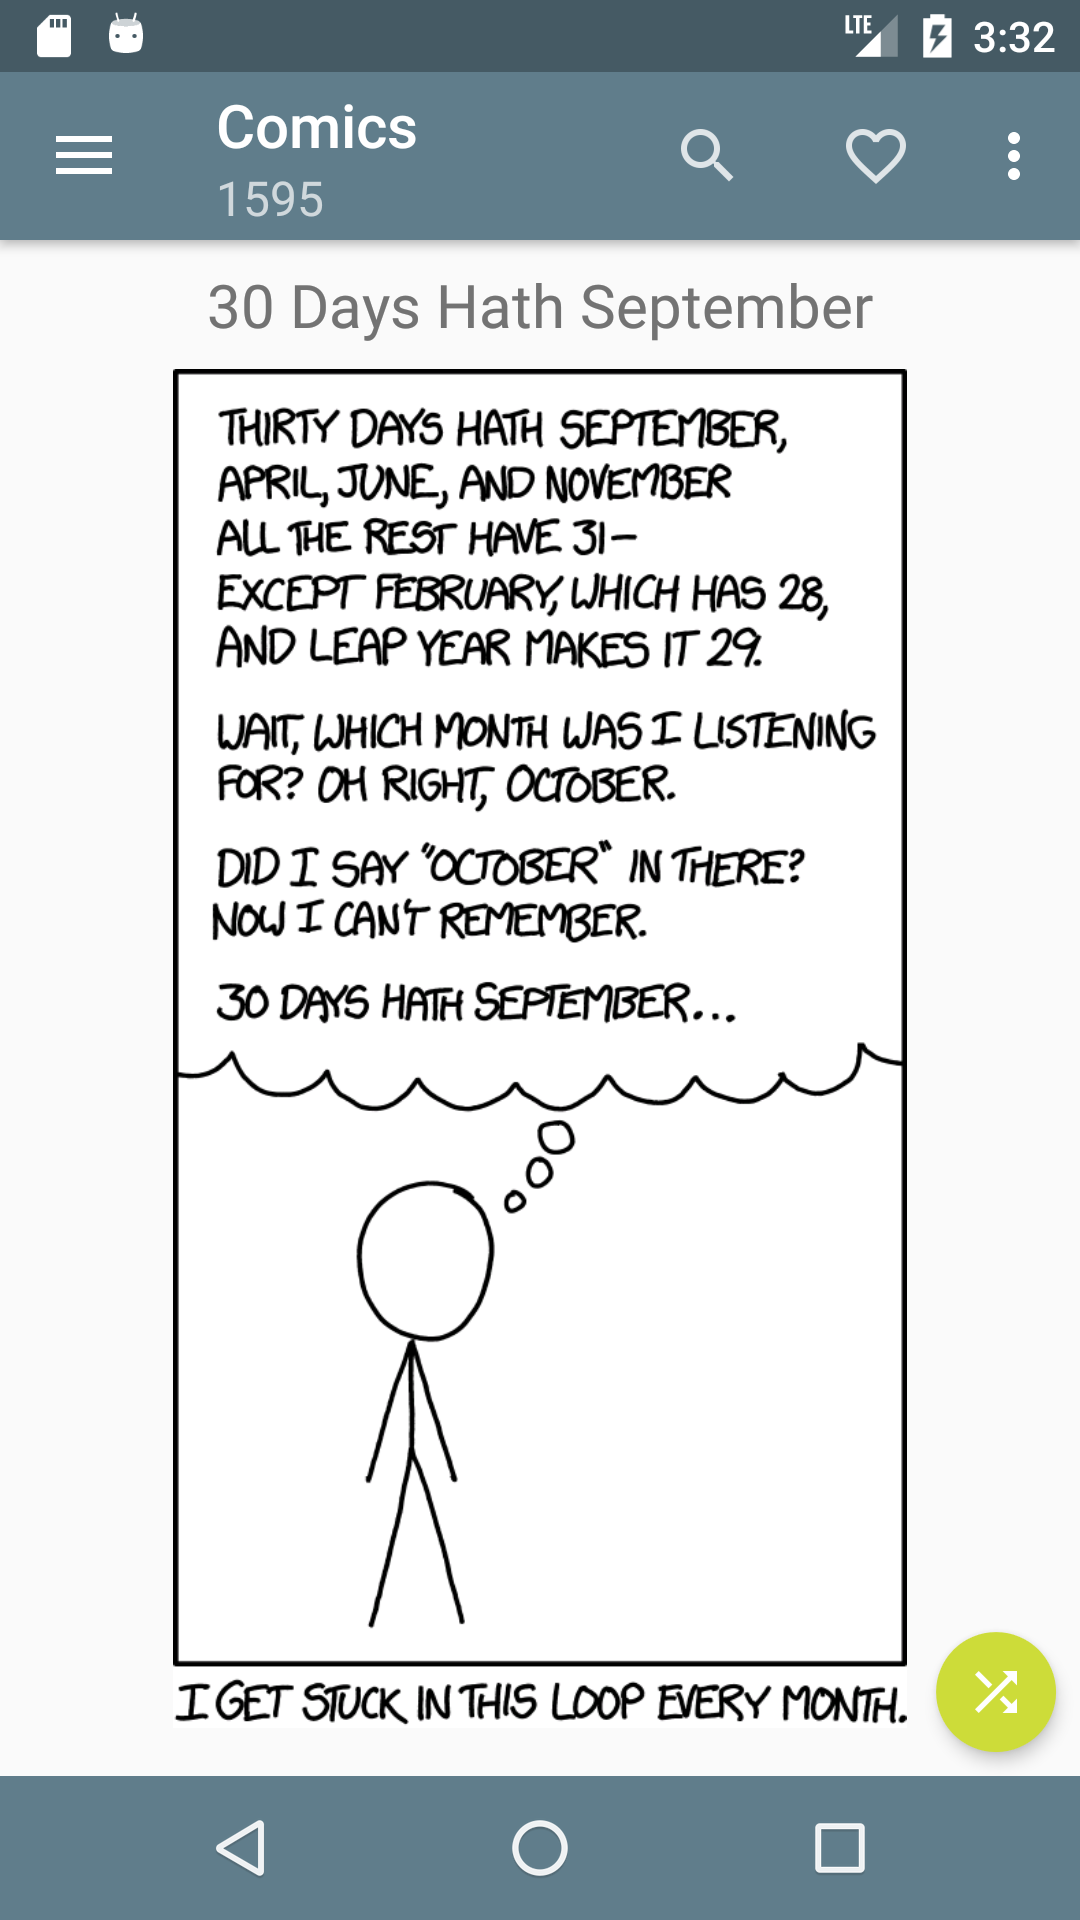 LTE 3:32
Comics
1595
30 Days Hath September
THIRTY DAYS HATH SEPTEMBER,
APRIL, JUNE, AND NOVEMBER
ALL THE REST HAVE 31–
EXCEPT FEBRUARY, WHICH HAS 28,
AND LEAP YEAR MAKES IT 29.
WAIT, WHICH MONTH WAS I LISTENING
FOR? OH RIGHT, OCTOBER.
DID I SAY "OCTOBER" IN THERE?
NOW I CAN'T REMEMBER.
30 DAYS HATH SEPTEMBER...
I GET STUCK IN THIS LOOP EVERY MONTH.